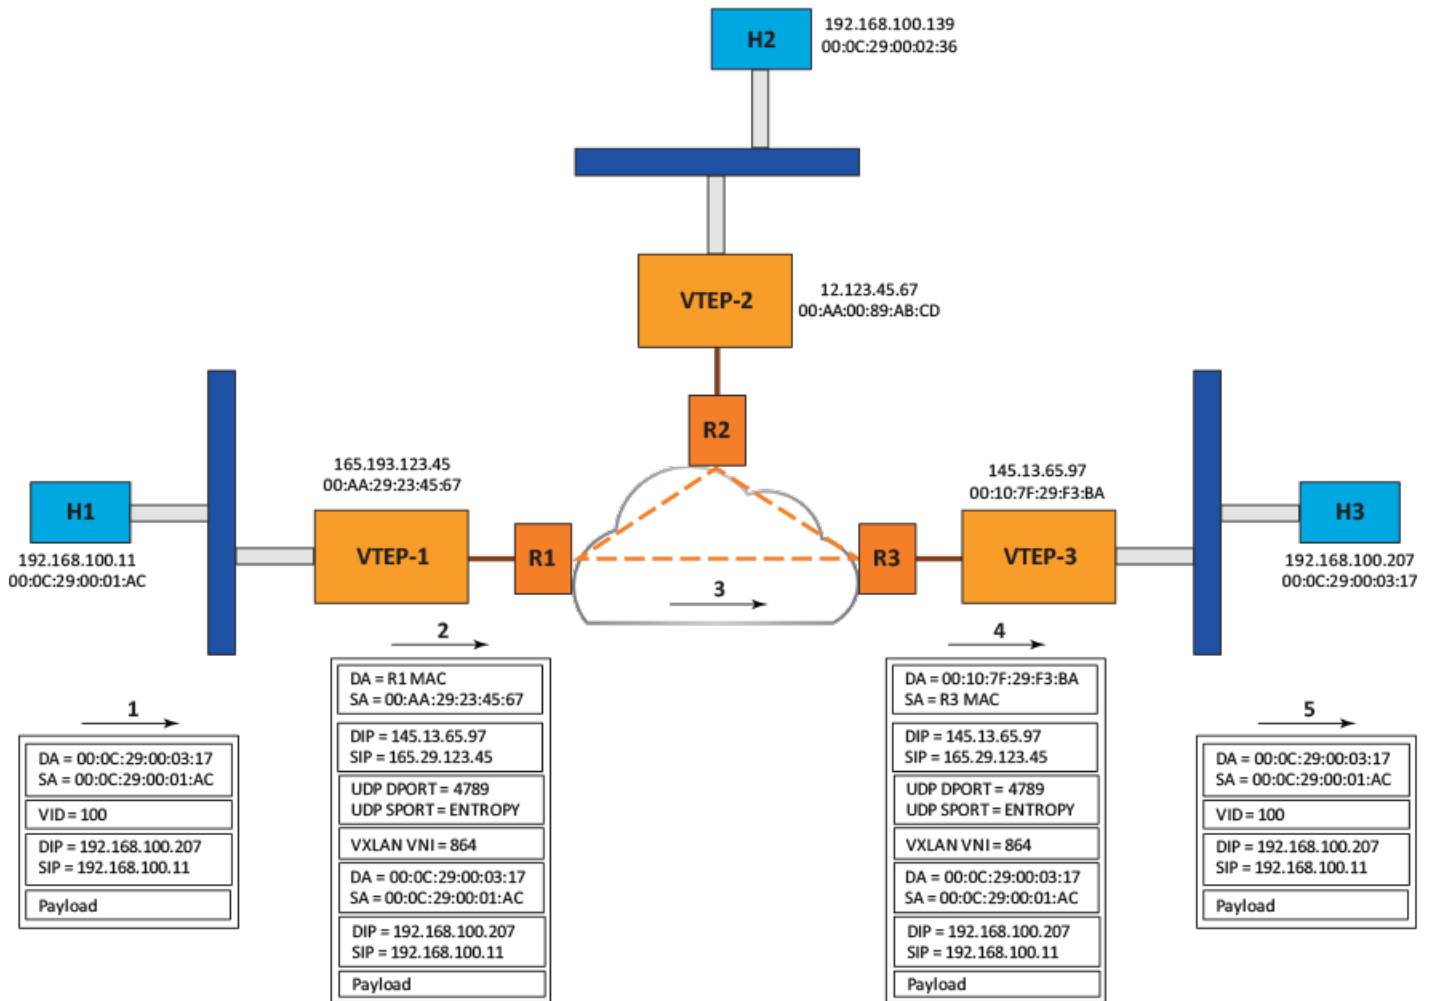 H2
192.168.100.139
00:0C:29:00:02:36
VTEP-2
12.123.45.67
00:AA:00:89:AB:CD
R2
H1
192.168.100.11
00:0C:29:00:01:AC
165.193.123.45
00:AA:29:23:45:67
VTEP-1
R1
3
R3
145.13.65.97
00:10:7F:29:F3:BA
VTEP-3
H3
192.168.100.207
00:0C:29:00:03:17
1
DA = 00:0C:29:00:03:17
SA = 00:0C:29:00:01:AC
VID = 100
DIP = 192.168.100.207
SIP = 192.168.100.11
Payload
2
DA = R1 MAC
SA = 00:AA:29:23:45:67
DIP = 145.13.65.97
SIP = 165.29.123.45
UDP DPORT = 4789
UDP SPORT = ENTROPY
VXLAN VNI = 864
DA = 00:0C:29:00:03:17
SA = 00:0C:29:00:01:AC
DIP = 192.168.100.207
SIP = 192.168.100.11
Payload
4
DA = 00:10:7F:29:F3:BA
SA = R3 MAC
DIP = 145.13.65.97
SIP = 165.29.123.45
UDP DPORT = 4789
UDP SPORT = ENTROPY
VXLAN VNI = 864
DA = 00:0C:29:00:03:17
SA = 00:0C:29:00:01:AC
DIP = 192.168.100.207
SIP = 192.168.100.11
Payload
5
DA = 00:0C:29:00:03:17
SA = 00:0C:29:00:01:AC
VID = 100
DIP = 192.168.100.207
SIP = 192.168.100.11
Payload